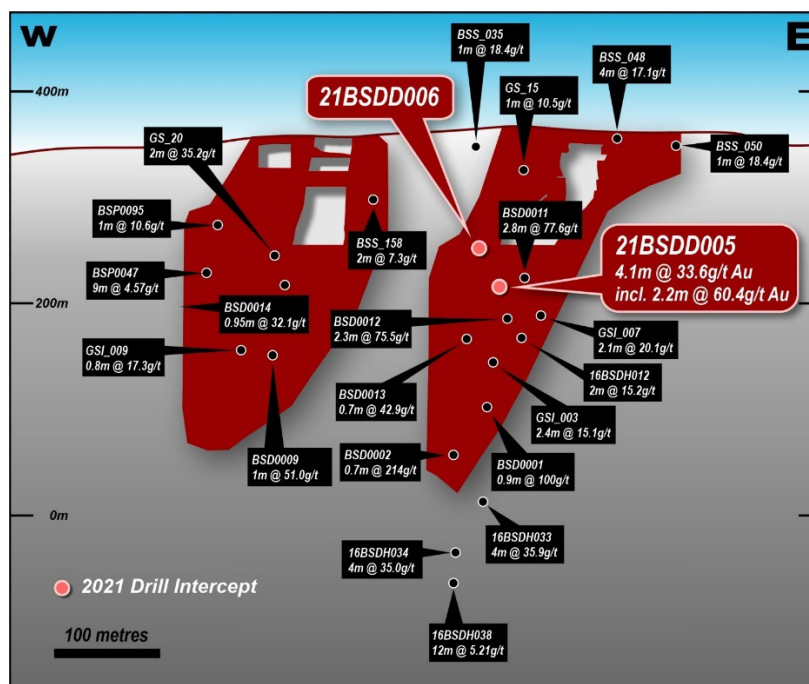 W
E
BSS_035
1m @ 18.4g/t
BSS_048
4m @ 17.1g/t
400m
21BSDD006
GS_15
1m @ 10.5g/t
GS_20
2m @ 35.2g/t
BSS_050
1m @ 18.4g/t
BSP0095
1m @ 10.6g/t
BSD0011
2.8m @ 77.6g/t
BSS_158
2m @ 7.3g/t
21BSDD005
4.1m @ 33.6g/t Au
incl. 2.2m @ 60.4g/t Au
BSP0047
9m @ 4.57g/t
200m
BSD0014
0.95m @ 32.1g/t
BSD0012
2.3m @ 75.5g/t
GSI_007
2.1m @ 20.1g/t
GSI_009
0.8m @ 17.3g/t
16BSDH012
2m @ 15.2g/t
BSD0013
0.7m @ 42.9g/t
GSI_003
2.4m @ 15.1g/t
BSD0009
1m @ 51.0g/t
BSD0002
0.7m @ 214g/t
BSD0001
0.9m @ 100g/t
0m
16BSDH033
4m @ 35.9g/t
16BSDH034
4m @ 35.0g/t
2021 Drill Intercept
16BSDH038
12m @ 5.21g/t
100 metres